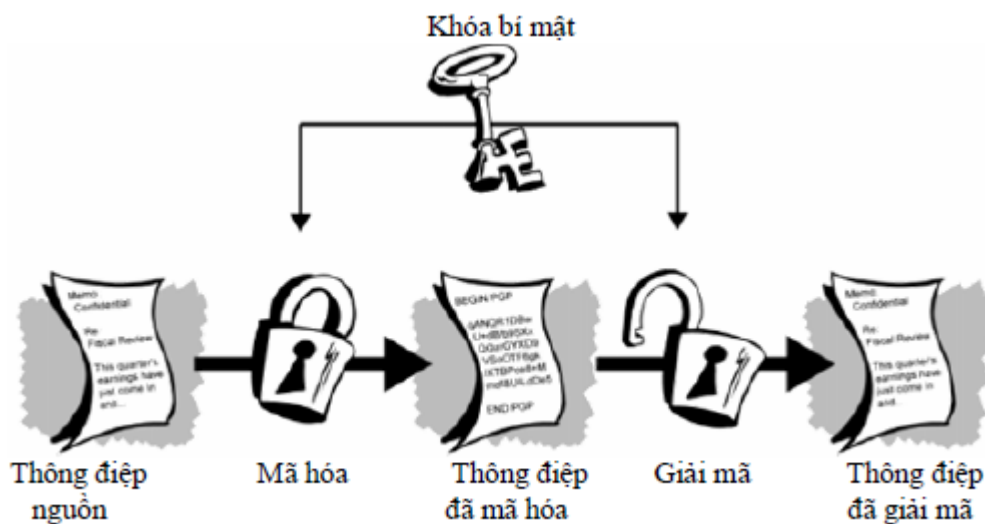 Khóa bí mật
Memo:
Confidential
Re:
Fiscal Review
This quarter's
earnings have
just come in
and...
BEGIN PGP
END PGP
Memo:
Confidential
Re:
Fiscal Review
This quarter's
earnings have
just come in
and...
Thông điệp
nguồn
Mã hóa
Thông điệp
đã mã hóa
Giải mã
Thông điệp
đã giải mã